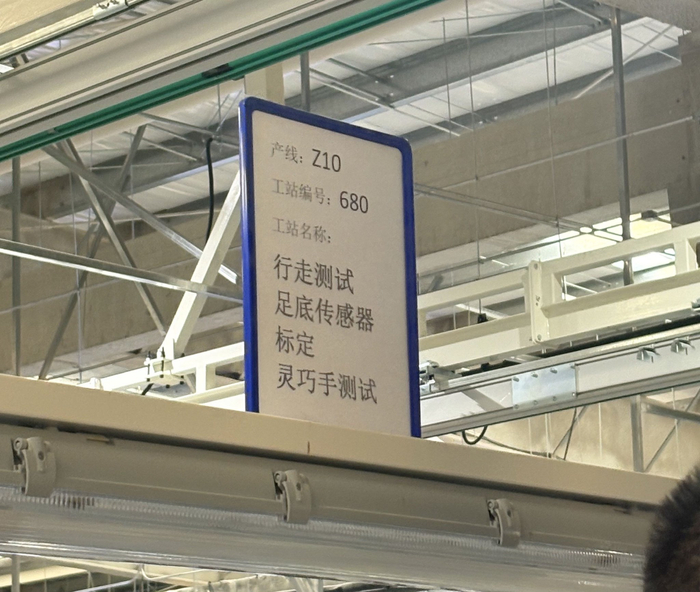 产线：Z10
工站编号：680
工站名称：
行走测试
足底传感器
标定
灵巧手测试